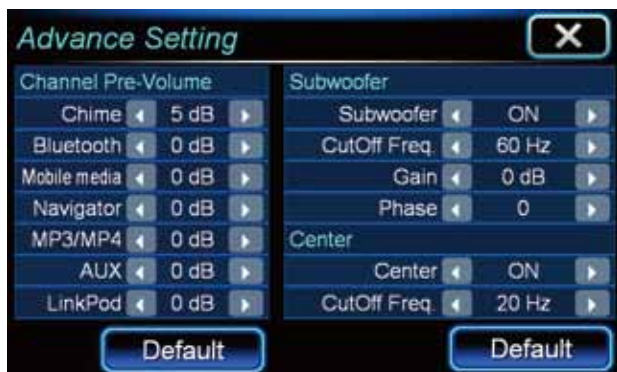 Advance Setting
Channel Pre-Volume
Chime 5 dB
Bluetooth 0 dB
Mobile media 0 dB
Navigator 0 dB
MP3/MP4 0 dB
AUX 0 dB
LinkPod 0 dB
Default
Subwoofer
Subwoofer ON
CutOff Freq. 60 Hz
Gain 0 dB
Phase 0
Center
Center ON
CutOff Freq. 20 Hz
Default